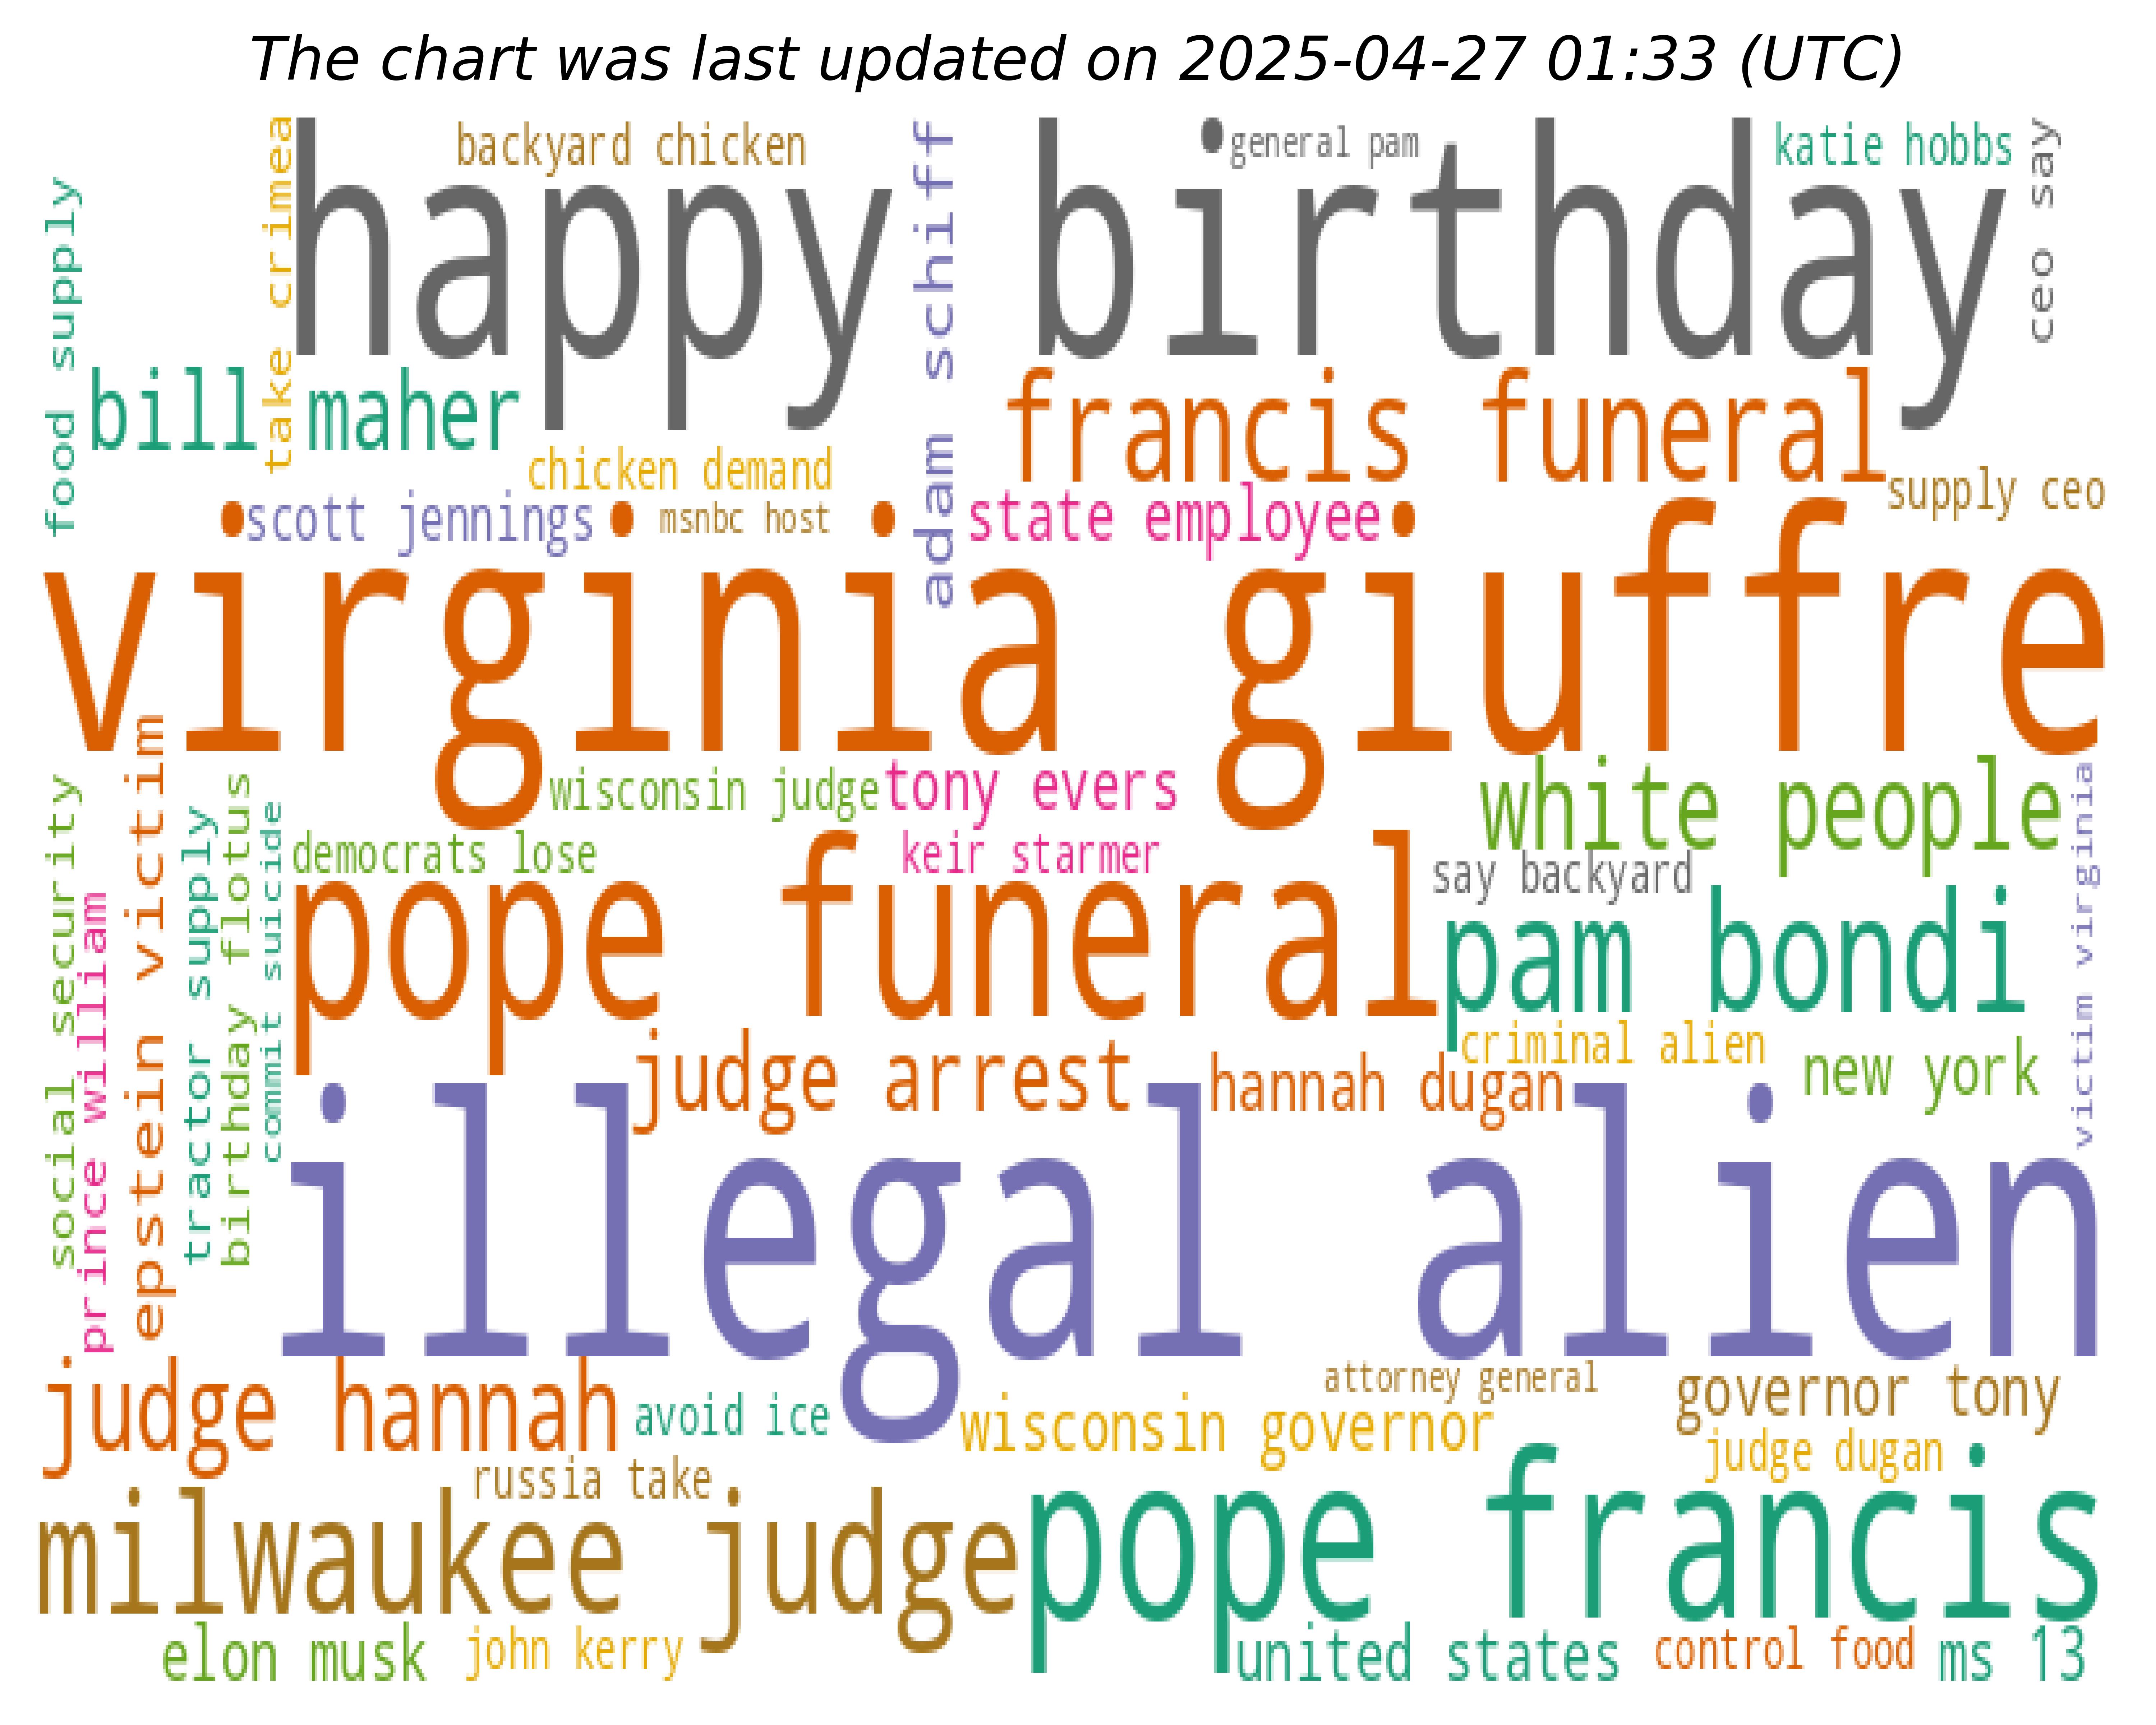 The chart was last updated on 2025-04-27 01:33 (UTC)
backyard chicken
general pam
katie hobbs
ceo say
take crimea
food supply
adam schiff
happy birthday
bill maher
francis funeral
chicken demand
supply ceo
scott jennings
msnbc host
state employee
virginia giuffre
wisconsin judge
tony evers
white people
victim virginia
social security
prince william
epstein victim
tractor supply
birthday flotus
commit suicide
democrats lose
keir starmer
say backyard
pope funeral
pam bondi
criminal alien
judge arrest
hannah dugan
new york
illegal alien
attorney general
governor tony
judge hannah
avoid ice
wisconsin governor
judge dugan
russia take
milwaukee judge
pope francis
elon musk
john kerry
united states
control food
ms 13